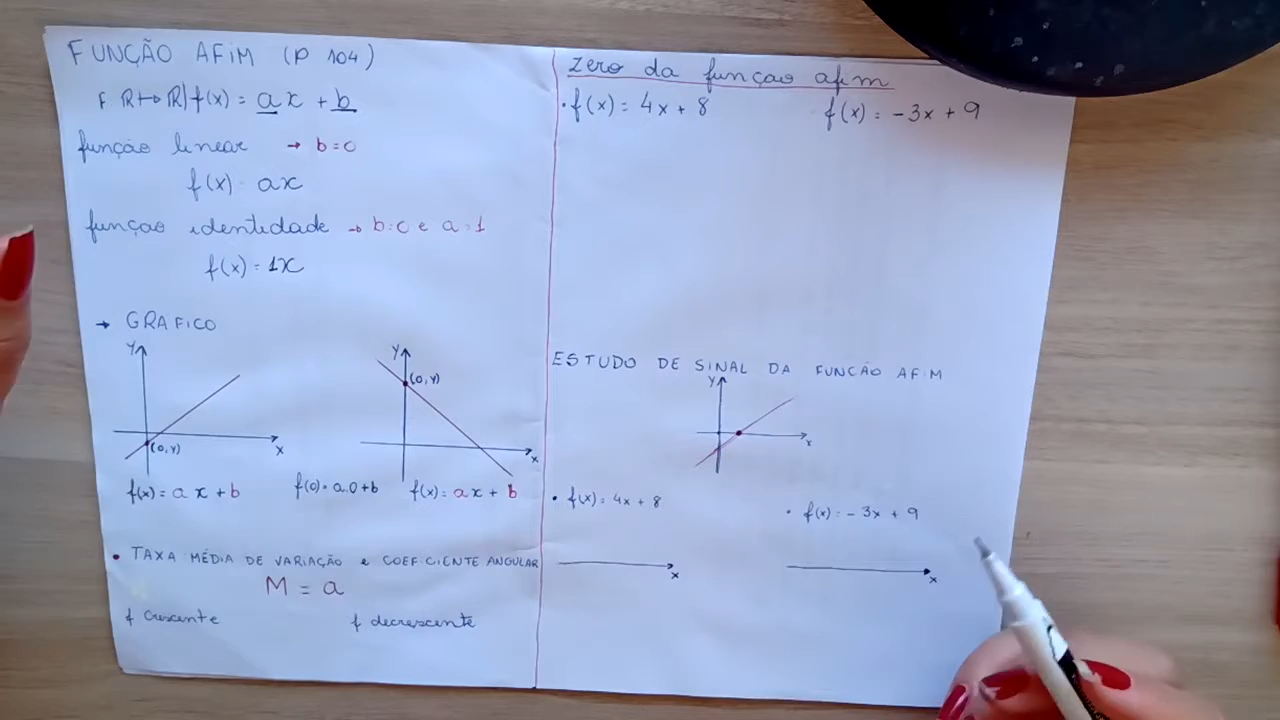 FUNÇÃO AFIM (P 104)
F ℝ↦ℝ|f(x) = ax + b
função linear → b=0
f(x) = ax
função identidade → b=0 e a=1
f(x) = 1x
→ GRÁFICO
Y
(0,Y)
X
Y
(0,Y)
X
f(x) = a x + b
f(0) = a.0+b
f(x) = ax + b
• TAXA MÉDIA DE VARIAÇÃO e COEFICIENTE ANGULAR
M = a
f crescente
f decrescente
Zero da função afim
•f(x) = 4x + 8
f(x) = -3x + 9
ESTUDO DE SINAL DA FUNÇÃO AFIM
Y
X
• f(x) = 4x + 8
• f(x) = -3x + 9
X
X